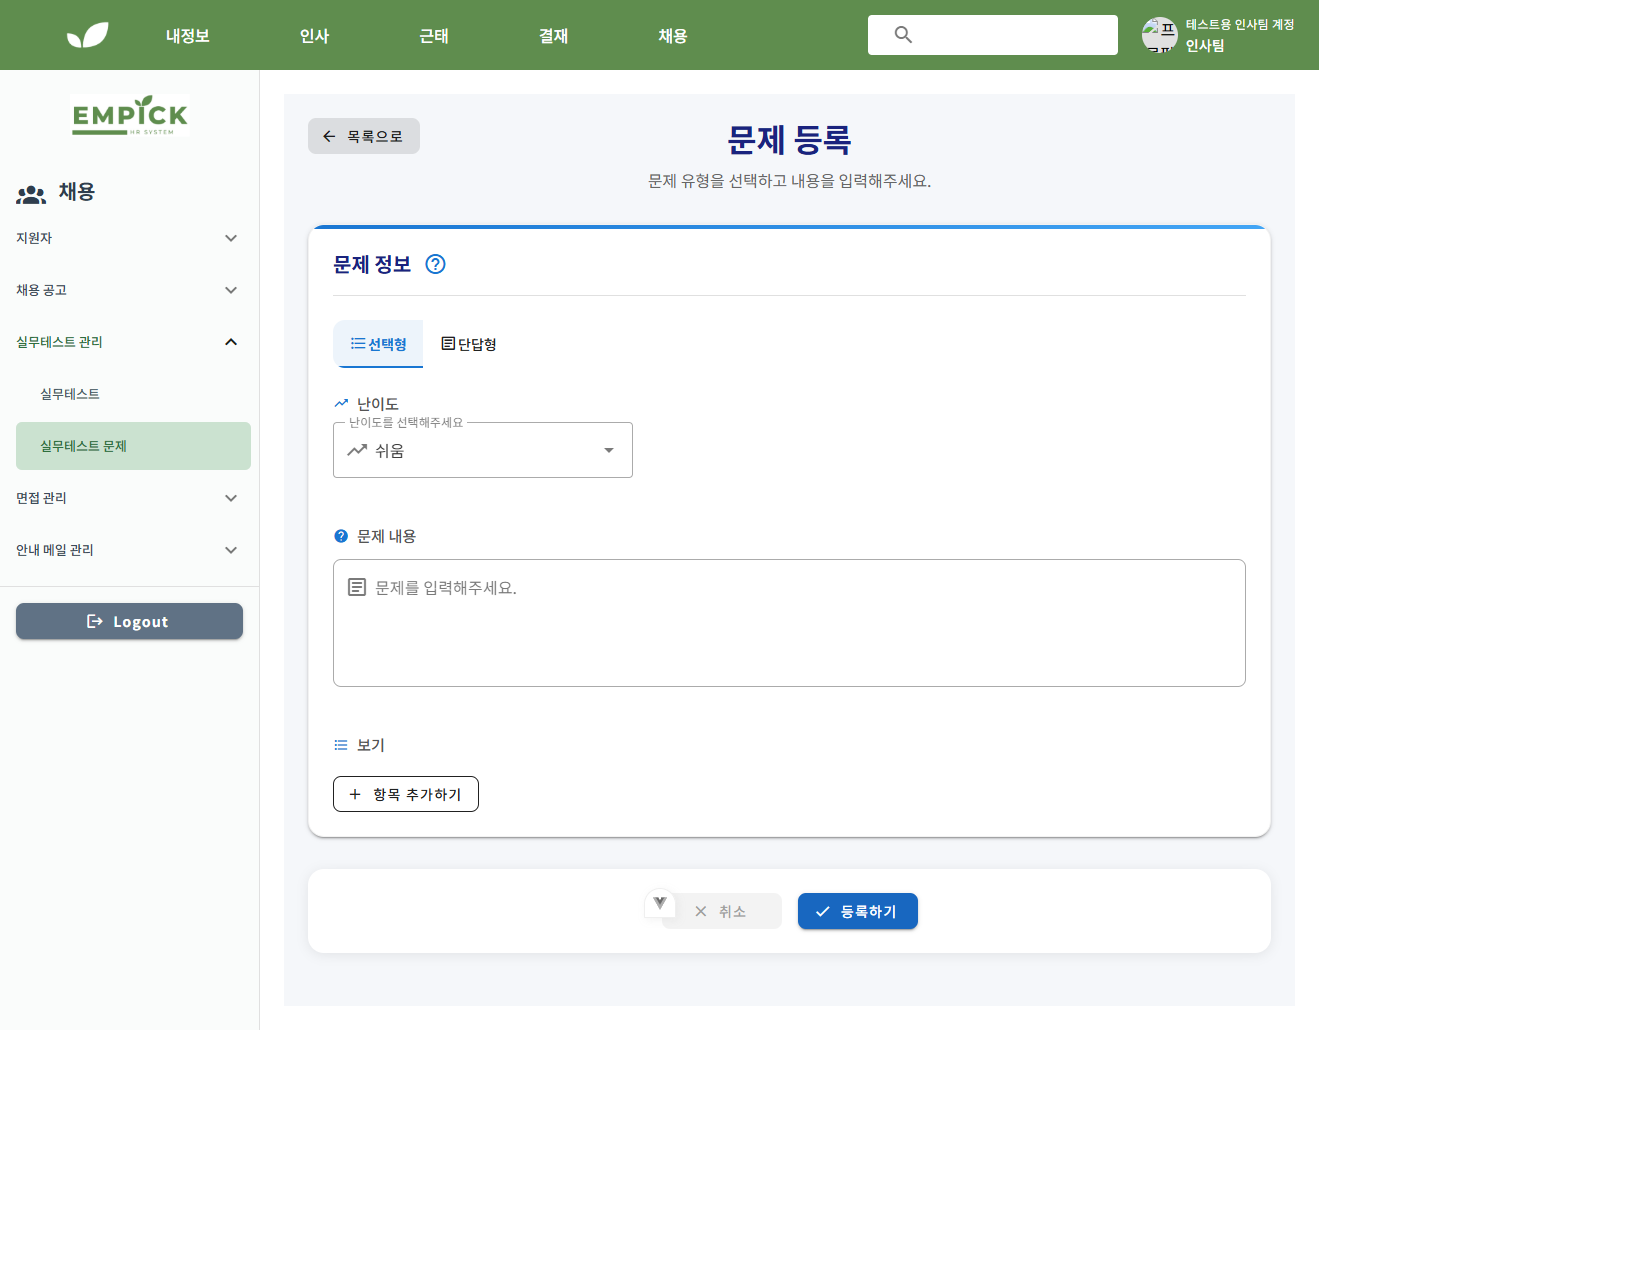 내정보
인사
근태
결재
채용
테스트용 인사팀 계정
인사팀
EMPICK
HR SYSTEM
채용
지원자
채용 공고
실무테스트 관리
실무테스트
실무테스트 문제
면접 관리
안내 메일 관리
Logout
목록으로
문제 등록
문제 유형을 선택하고 내용을 입력해주세요.
문제 정보
선택형
단답형
난이도
난이도를 선택해주세요
쉬움
문제 내용
문제를 입력해주세요.
보기
항목 추가하기
취소
등록하기